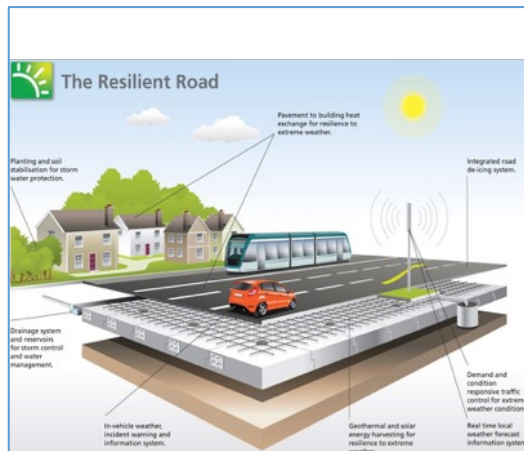 The Resilient Road
Pavement to building heat
exchange for resilience to
extreme weather.
Planting and soil
stabilisation for storm
water protection.
Integrated road
de-icing system.
Drainage system
and reservoirs
for storm control
and water
management.
In-vehicle weather,
incident warning and
information system.
Geothermal and solar
energy harvesting for
resilience to extreme
Demand and
condition
responsive traffic
control for extreme
weather condition
Real time local
weather forecast
information system